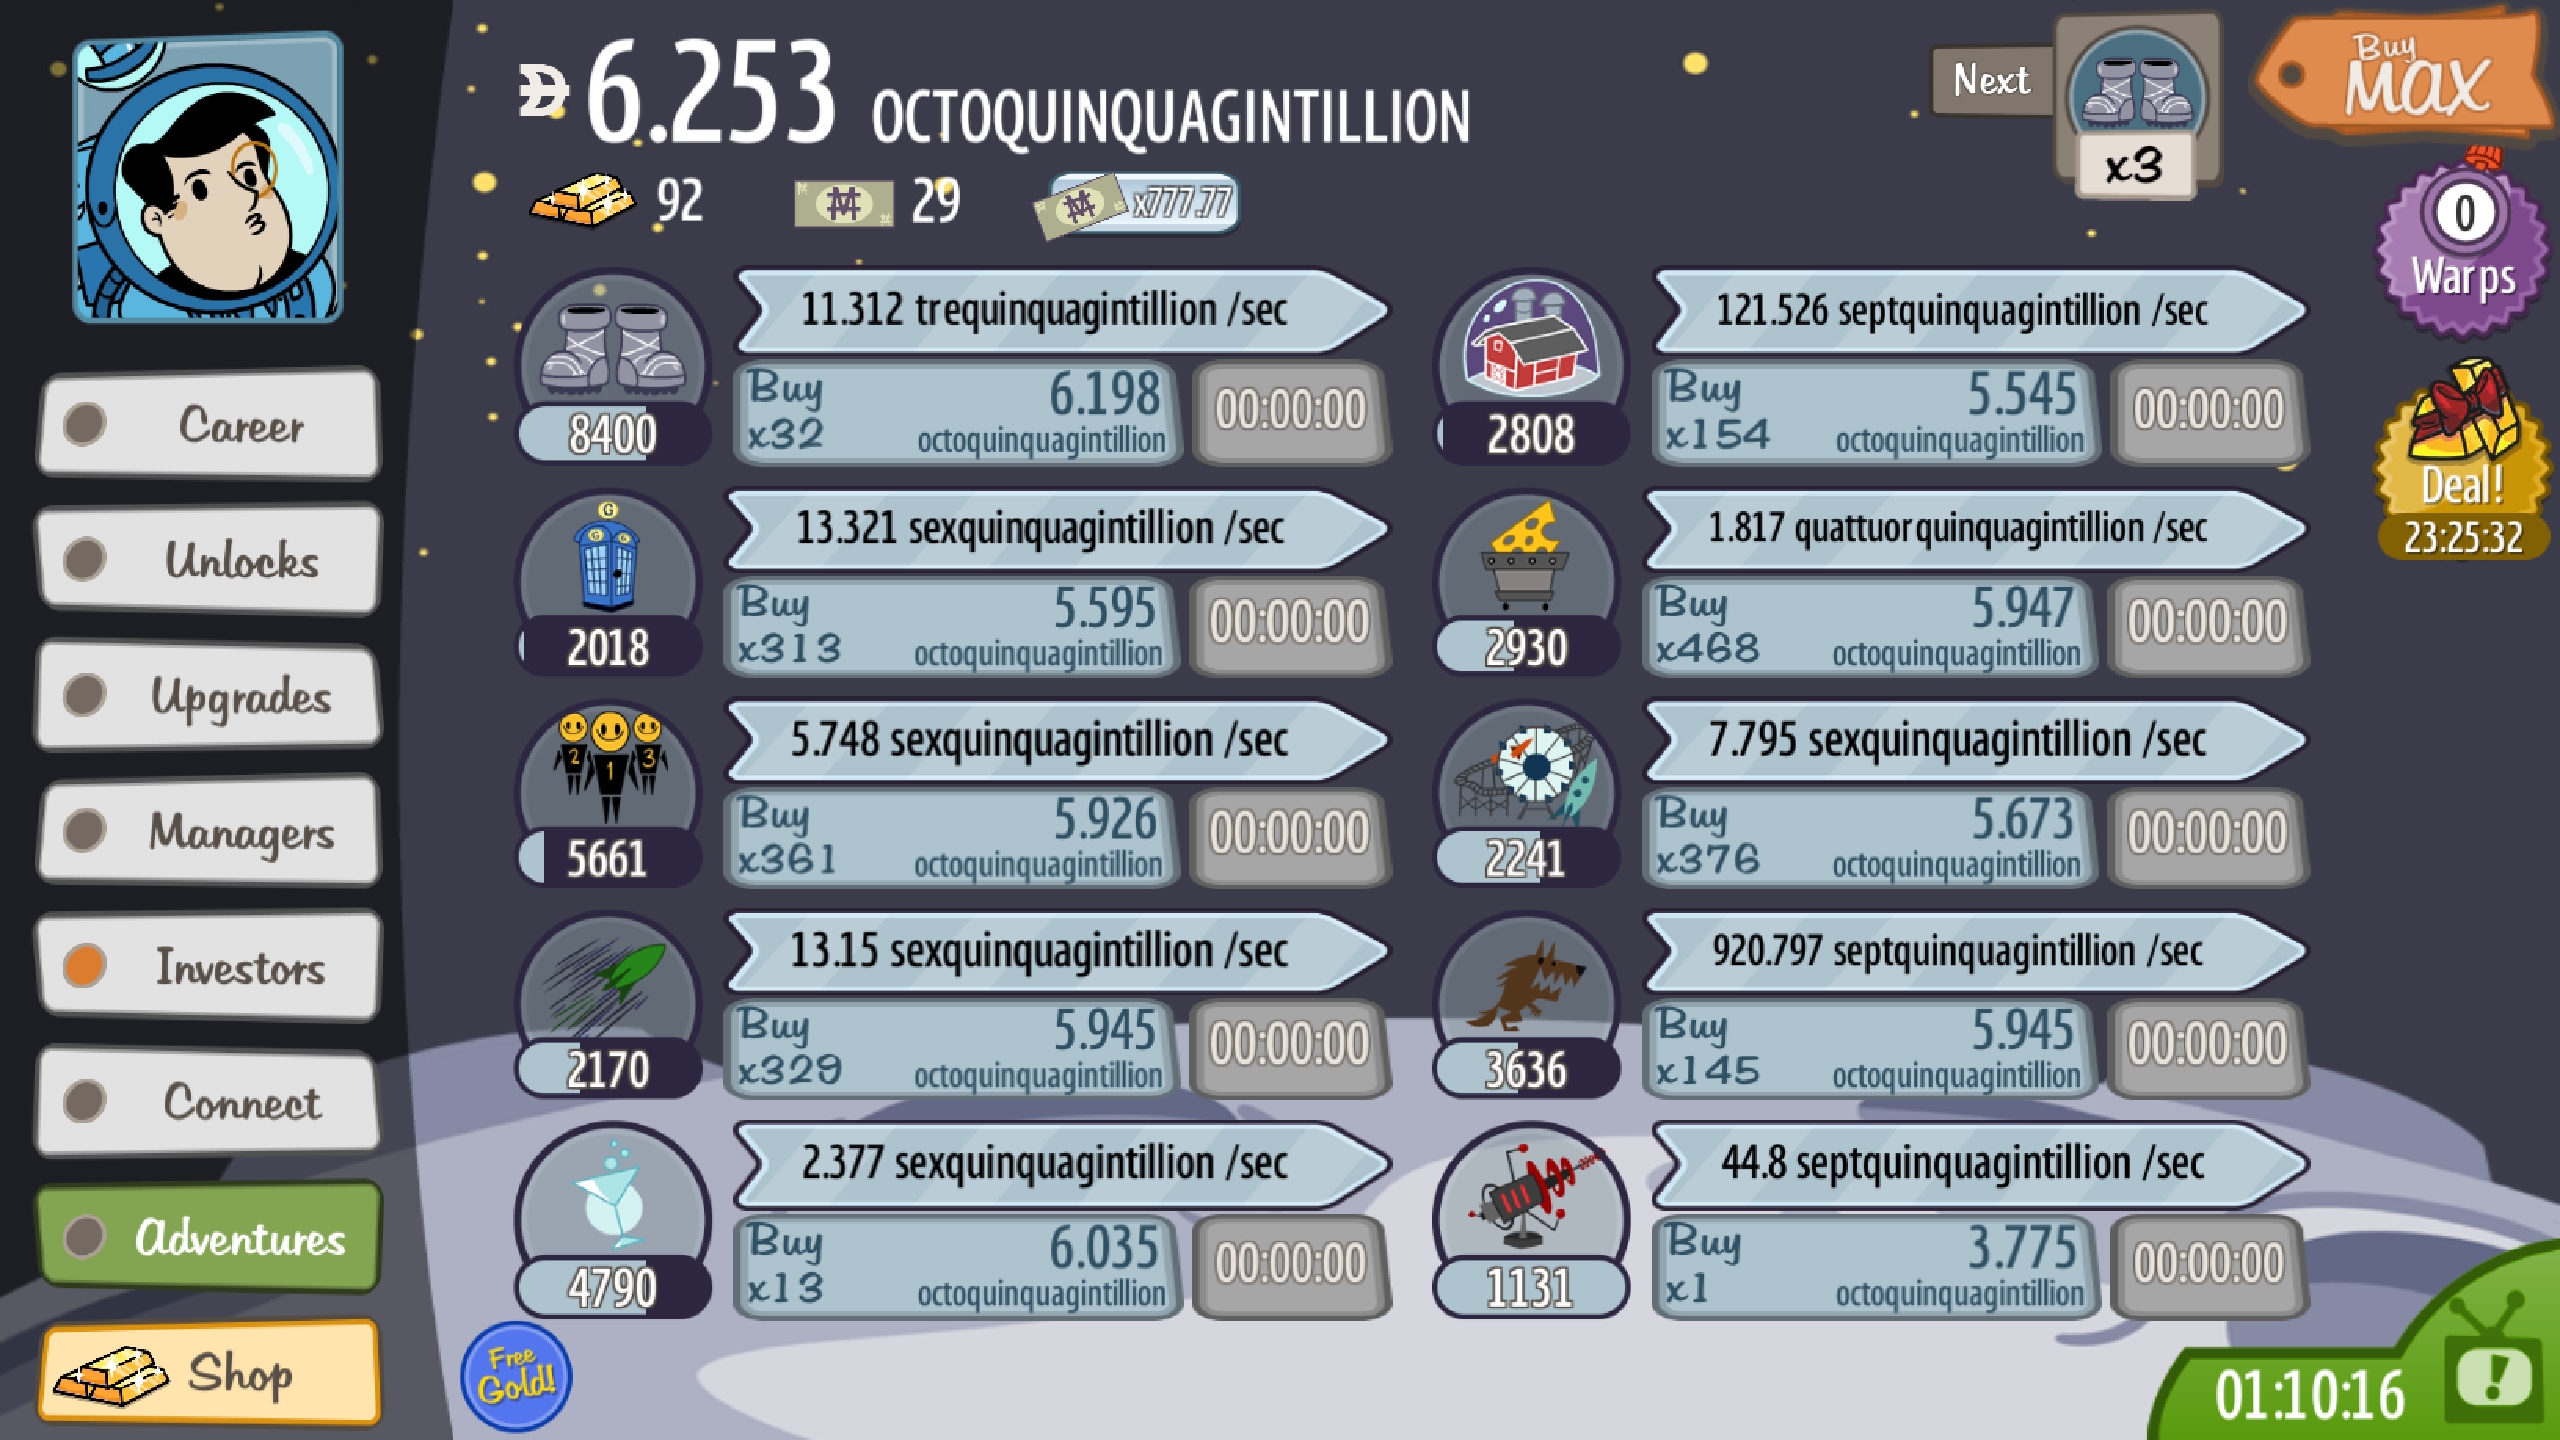 6.253 OCTOQUINQUAGINTILLION
92 29 x777.77
Next
x3
Buy
MAX
0
Warps
Deal!
23:25:32
Career
Unlocks
Upgrades
Managers
Investors
Connect
Adventures
Shop
8400
11.312 trequinquagintillion /sec
Buy 6.198
x32 octoquinquagintillion
00:00:00
2808
121.526 septquinquagintillion /sec
Buy 5.545
x154 octoquinquagintillion
00:00:00
G
G G
2018
13.321 sexquinquagintillion /sec
Buy 5.595
x313 octoquinquagintillion
00:00:00
2930
1.817 quattuorquinquagintillion /sec
Buy 5.947
x468 octoquinquagintillion
00:00:00
2 1 3
5661
5.748 sexquinquagintillion /sec
Buy 5.926
x361 octoquinquagintillion
00:00:00
2241
7.795 sexquinquagintillion /sec
Buy 5.673
x376 octoquinquagintillion
00:00:00
2170
13.15 sexquinquagintillion /sec
Buy 5.945
x329 octoquinquagintillion
00:00:00
3636
920.797 septquinquagintillion /sec
Buy 5.945
x145 octoquinquagintillion
00:00:00
4790
2.377 sexquinquagintillion /sec
Buy 6.035
x13 octoquinquagintillion
00:00:00
1131
44.8 septquinquagintillion /sec
Buy 3.775
x1 octoquinquagintillion
00:00:00
Free
Gold!
01:10:16
!